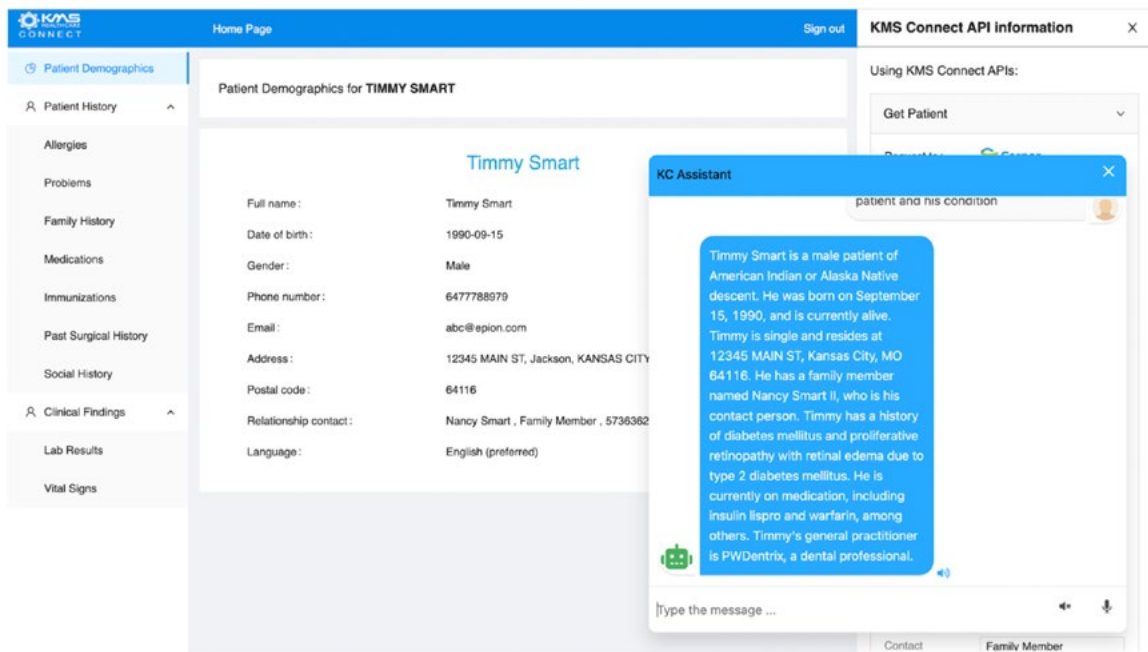 KMS
HEALTHCARE
CONNECT
Home Page
Sign out
KMS Connect API information
X
Patient Demographics
Patient History
Allergies
Problems
Family History
Medications
Immunizations
Past Surgical History
Social History
Clinical Findings
Lab Results
Vital Signs
Patient Demographics for TIMMY SMART
Timmy Smart
Full name : Timmy Smart
Date of birth : 1990-09-15
Gender : Male
Phone number : 6477788979
Email : abc@epion.com
Address : 12345 MAIN ST, Jackson, KANSAS CITY
Postal code : 64116
Relationship contact : Nancy Smart , Family Member , 5736362
Language : English (preferred)
Using KMS Connect APIs:
Get Patient
KC Assistant
patient and his condition
Timmy Smart is a male patient of
American Indian or Alaska Native
descent. He was born on September
15, 1990, and is currently alive.
Timmy is single and resides at
12345 MAIN ST, Kansas City, MO
64116. He has a family member
named Nancy Smart II, who is his
contact person. Timmy has a history
of diabetes mellitus and proliferative
retinopathy with retinal edema due to
type 2 diabetes mellitus. He is
currently on medication, including
insulin lispro and warfarin, among
others. Timmy's general practitioner
is PWDentrix, a dental professional.
Type the message ...
Contact Family Member